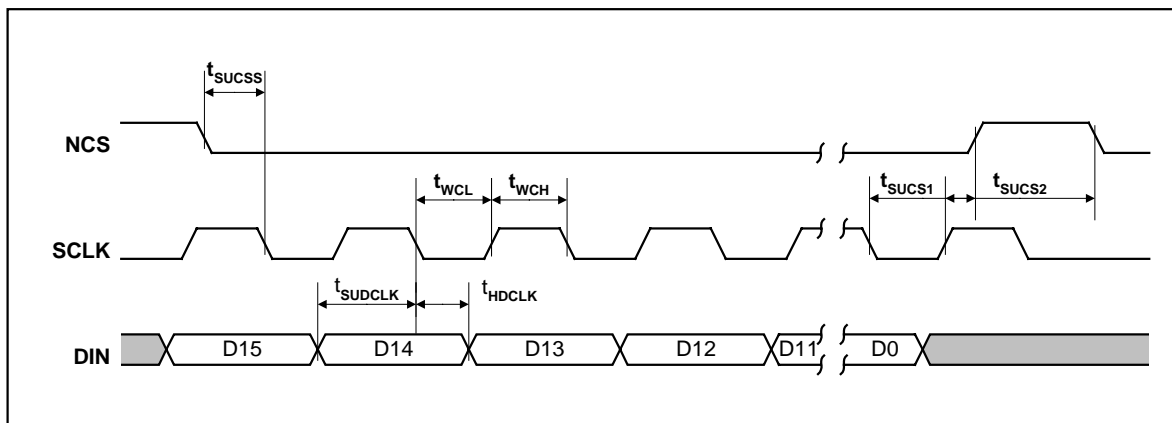 tSUCSS
NCS
tWCL tWCH tSUCS1 tSUCS2
SCLK
tSUDCLK tHDCLK
DIN D15 D14 D13 D12 D11 D0